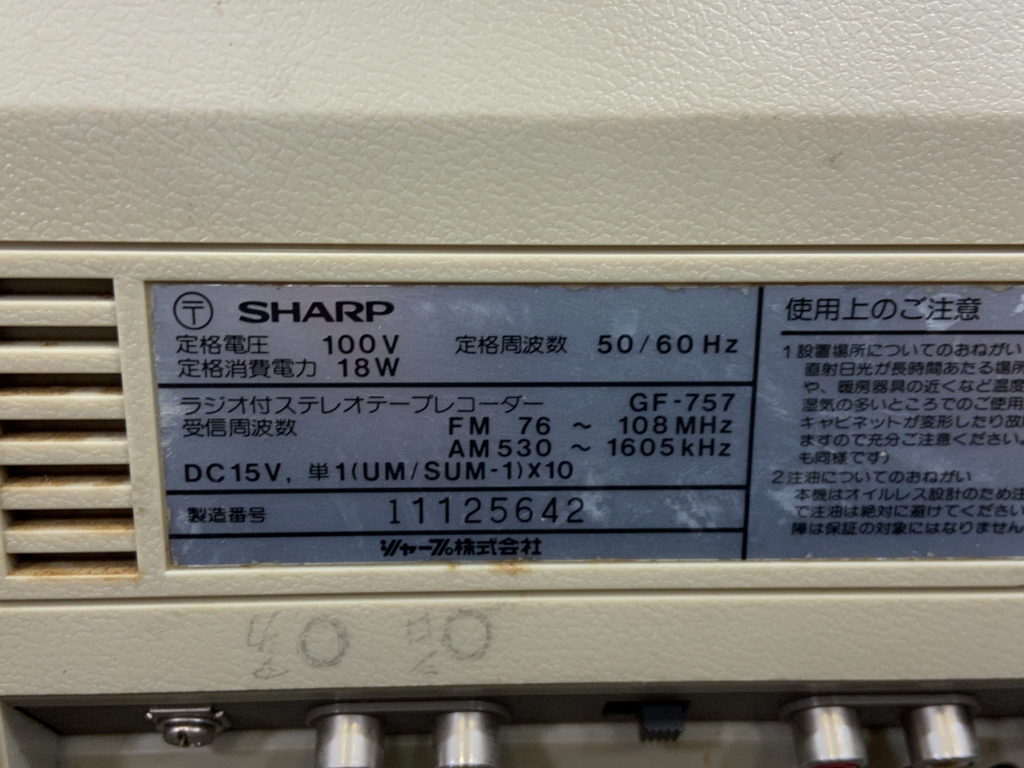 〒 SHARP
定格電圧 100V 定格周波数 50/60Hz
定格消費電力 18W
ラジオ付ステレオテープレコーダー GF-757
受信周波数 FM 76 ~ 108MHz
AM 530 ~ 1605kHz
DC15V, 単1(UM/SUM-1)X10
製造番号 11125642
シャープ株式会社
使用上のご注意
1設置場所についてのおねがい
直射日光が長時間あたる場所
や、暖房器具の近くなど温度
湿気の多いところでのご使用
キャビネットが変形したり故
ますので充分ご注意ください。
も同様です)
2注油についてのおねがい
本機はオイルレス設計のため注
で注油は絶対に避けてください
障は保証の対象にはなりません